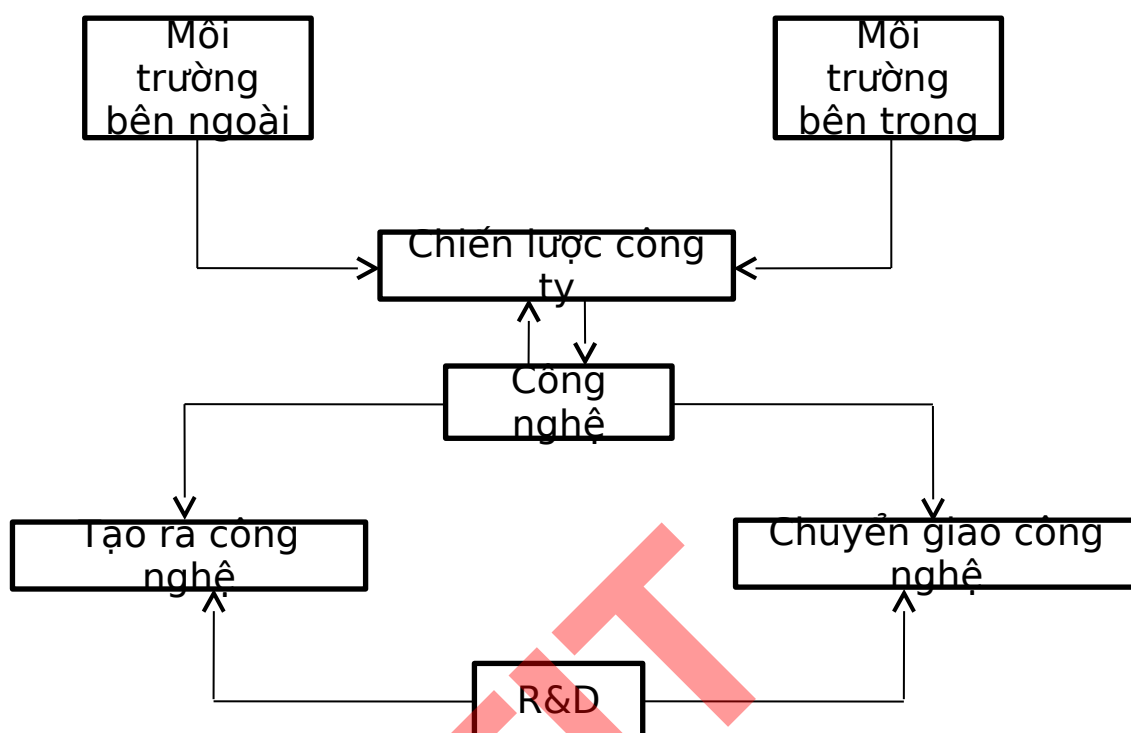 Môi
trường
bên ngoài
Môi
trường
bên trong
Chiến lược công
ty
Công
nghệ
Tạo ra công
nghệ
Chuyển giao công
nghệ
R&D